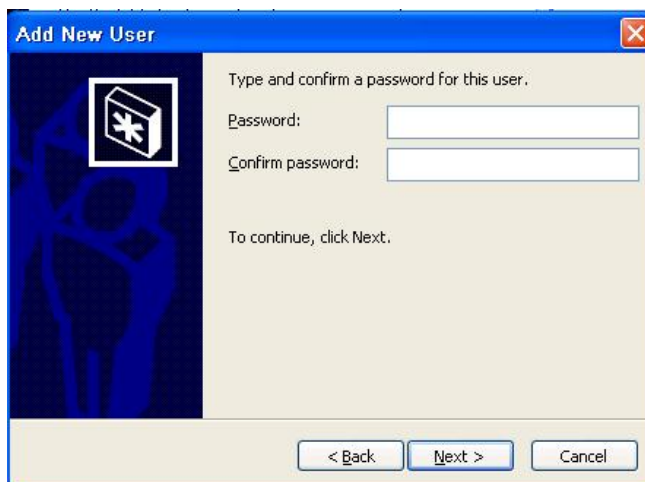 Add New User
Type and confirm a password for this user.
Password:
Confirm password:
To continue, click Next.
< Back
Next >
Cancel